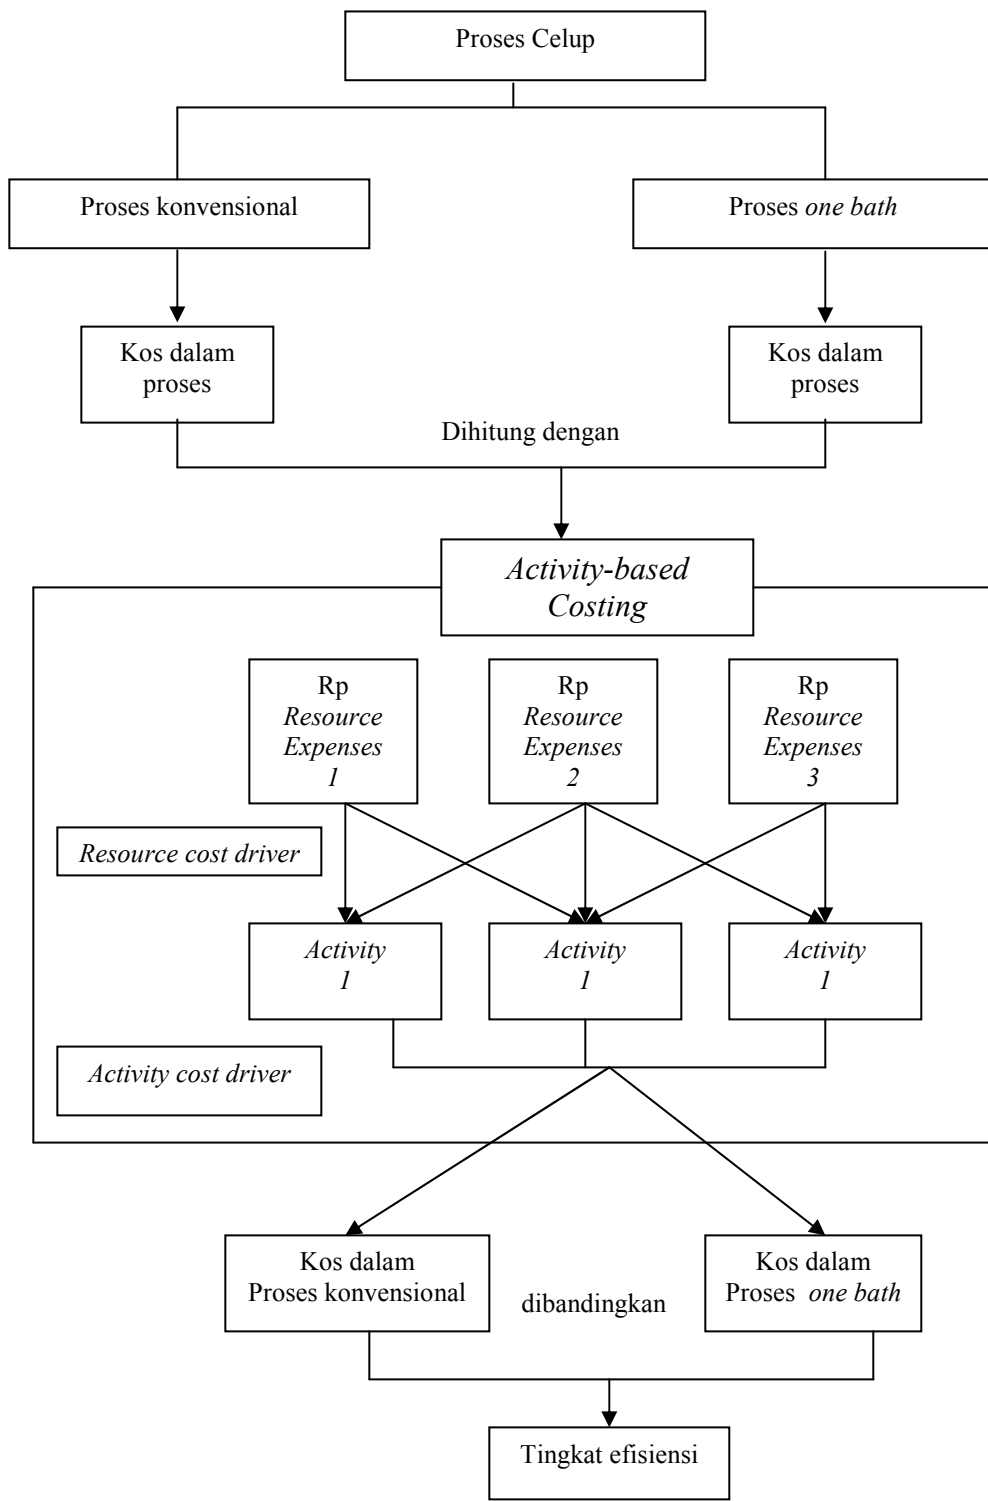 Proses Celup
Proses konvensional
Proses one bath
Kos dalam
proses
Kos dalam
proses
Dihitung dengan
Activity-based
Costing
Rp
Resource
Expenses
1
Rp
Resource
Expenses
2
Rp
Resource
Expenses
3
Resource cost driver
Activity
1
Activity
1
Activity
1
Activity cost driver
Kos dalam
Proses konvensional
dibandingkan
Kos dalam
Proses one bath
Tingkat efisiensi